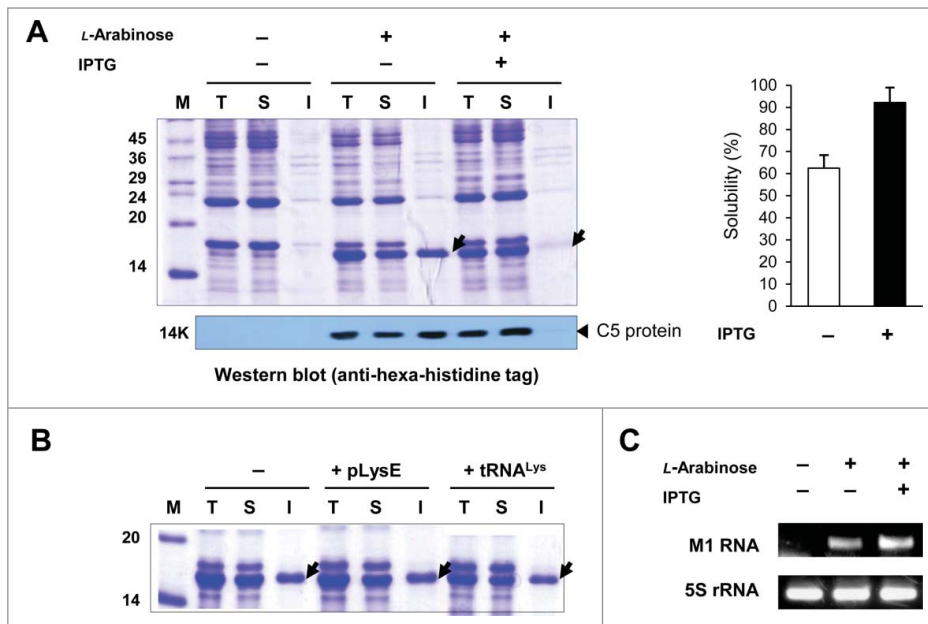 A
L-Arabinose – + +
IPTG – – +
M T S I T S I T S I
45
36
29
24
20
14
14K
C5 protein
Western blot (anti-hexa-histidine tag)
Solubility (%)
100
90
80
70
60
50
40
30
20
10
0
IPTG – +
B
– + pLysE + tRNALys
M T S I T S I T S I
20
14
C
L-Arabinose – + +
IPTG – – +
M1 RNA
5S rRNA